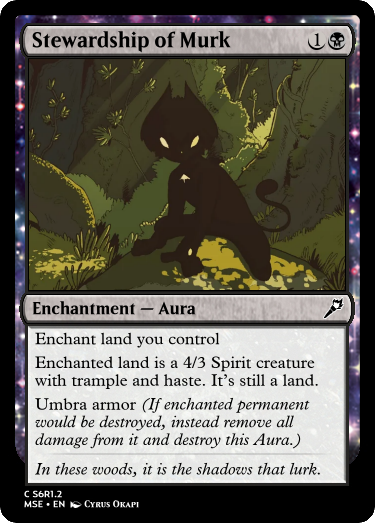 Stewardship of Murk 1
Enchantment — Aura
Enchant land you control
Enchanted land is a 4/3 Spirit creature
with trample and haste. It's still a land.
Umbra armor (If enchanted permanent
would be destroyed, instead remove all
damage from it and destroy this Aura.)
In these woods, it is the shadows that lurk.
C S6R1.2
MSE • EN Cyrus Okapi